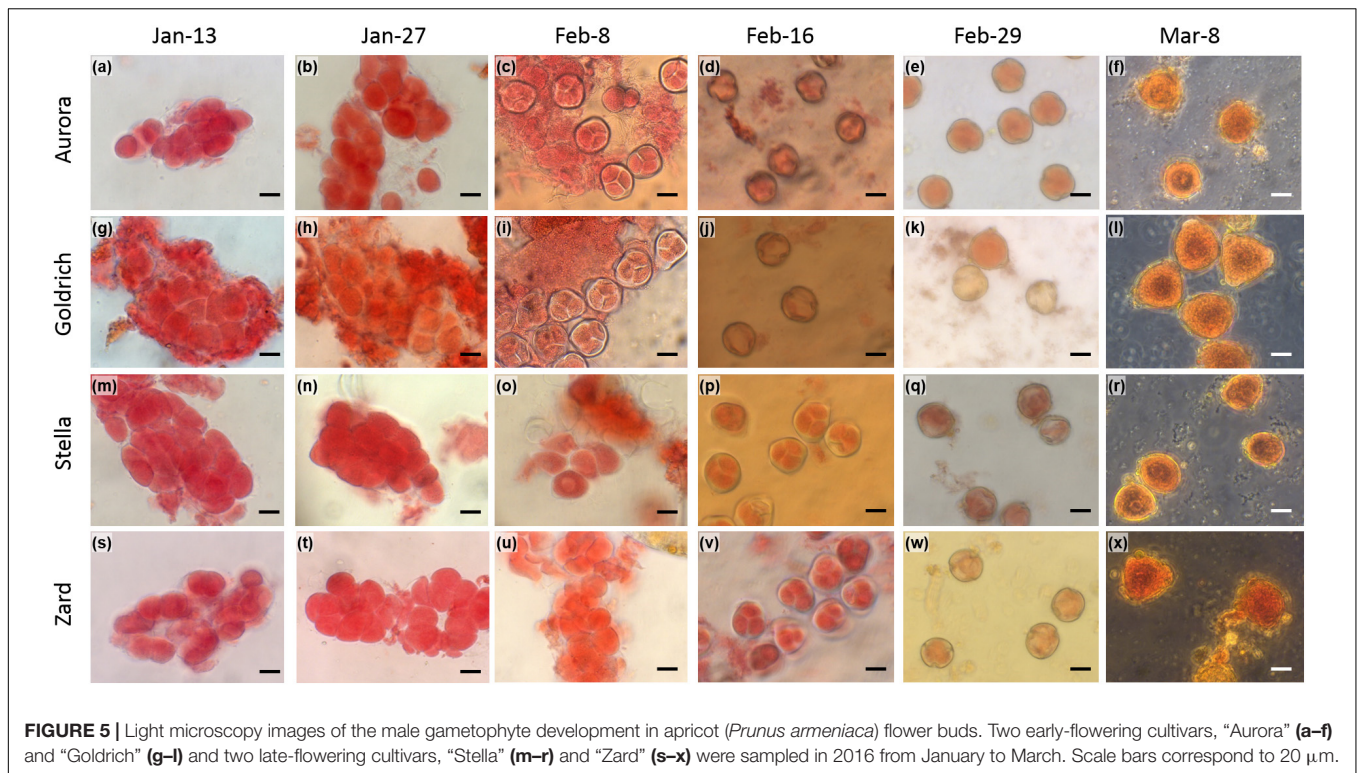 Jan-13 Jan-27 Feb-8 Feb-16 Feb-29 Mar-8
Aurora
(a) (b) (c) (d) (e) (f)
Goldrich
(g) (h) (i) (j) (k) (l)
Stella
(m) (n) (o) (p) (q) (r)
Zard
(s) (t) (u) (v) (w) (x)
FIGURE 5 | Light microscopy images of the male gametophyte development in apricot (Prunus armeniaca) flower buds. Two early-flowering cultivars, “Aurora” (a–f)
and “Goldrich” (g–l) and two late-flowering cultivars, “Stella” (m–r) and “Zard” (s–x) were sampled in 2016 from January to March. Scale bars correspond to 20 μm.